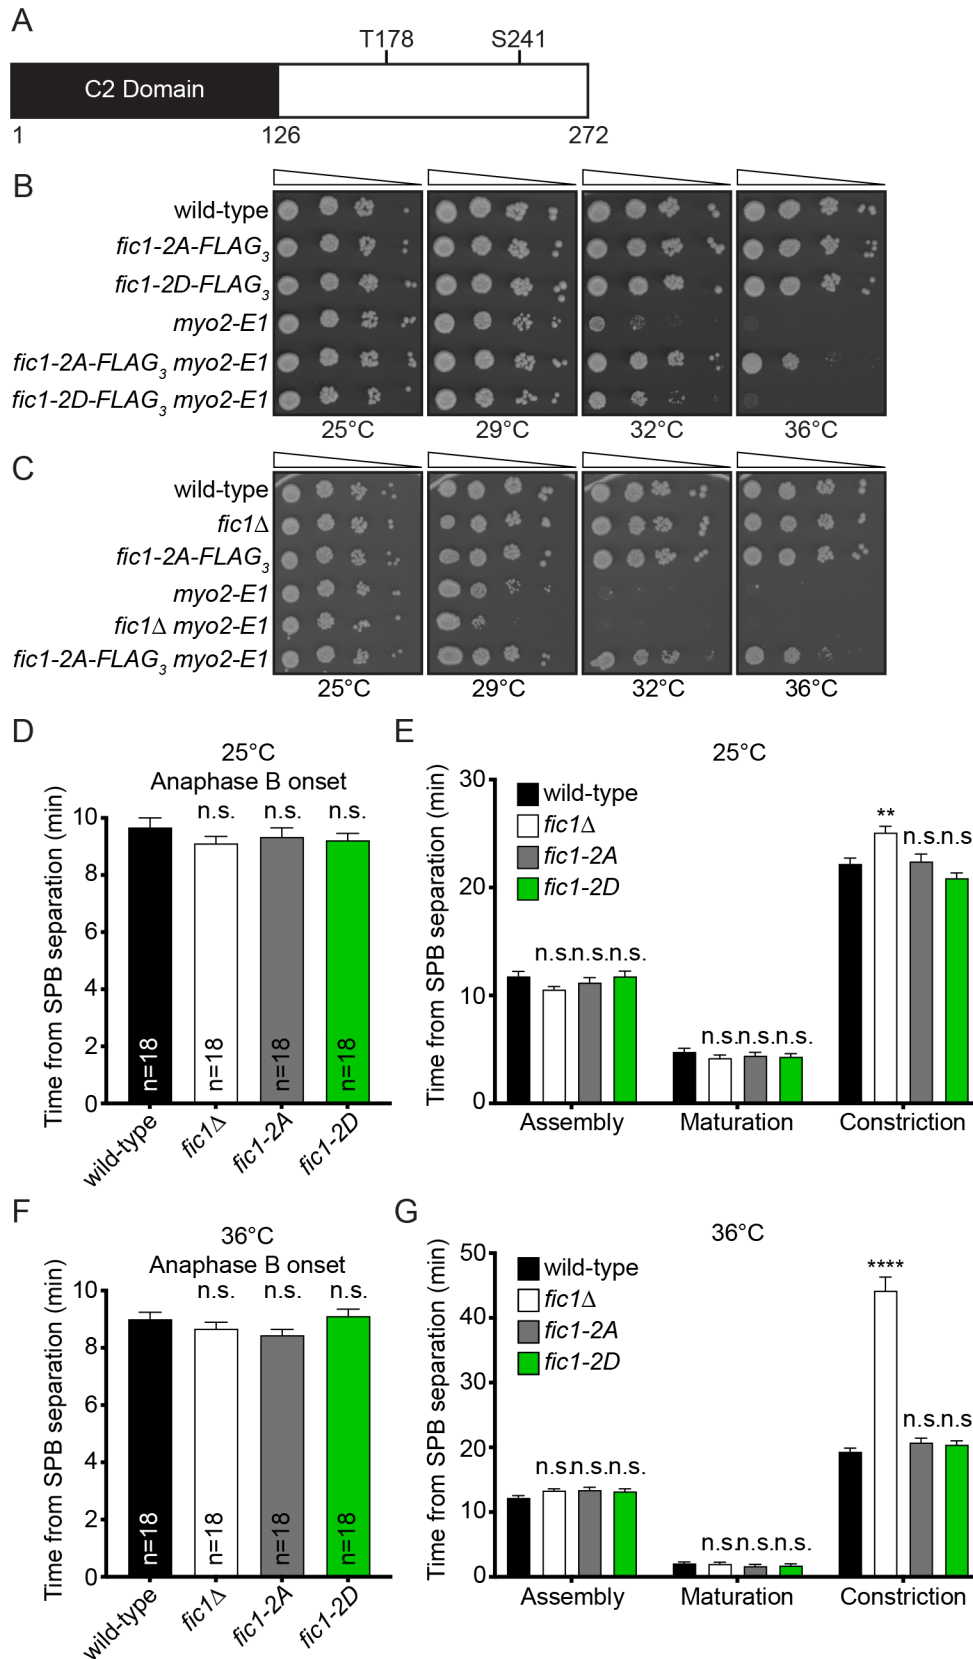 A
T178 S241
C2 Domain
1 126 272
B
wild-type
fic1-2A-FLAG3
fic1-2D-FLAG3
myo2-E1
fic1-2A-FLAG3 myo2-E1
fic1-2D-FLAG3 myo2-E1
25°C 29°C 32°C 36°C
C
wild-type
fic1Δ
fic1-2A-FLAG3
myo2-E1
fic1Δ myo2-E1
fic1-2A-FLAG3 myo2-E1
25°C 29°C 32°C 36°C
D
25°C
Anaphase B onset
Time from SPB separation (min)
10
8
6
4
2
0
n.s. n.s. n.s.
n=18 n=18 n=18 n=18
wild-type fic1Δ fic1-2A fic1-2D
E
25°C
Time from SPB separation (min)
30
20
10
0
wild-type
fic1Δ
fic1-2A
fic1-2D
n.s. n.s. n.s.
n.s. n.s. n.s.
** n.s. n.s
Assembly Maturation Constriction
F
36°C
Anaphase B onset
Time from SPB separation (min)
10
8
6
4
2
0
n.s. n.s. n.s.
n=18 n=18 n=18 n=18
wild-type fic1Δ fic1-2A fic1-2D
G
36°C
Time from SPB separation (min)
50
40
30
20
10
0
wild-type
fic1Δ
fic1-2A
fic1-2D
n.s. n.s. n.s.
n.s. n.s. n.s.
**** n.s. n.s
Assembly Maturation Constriction